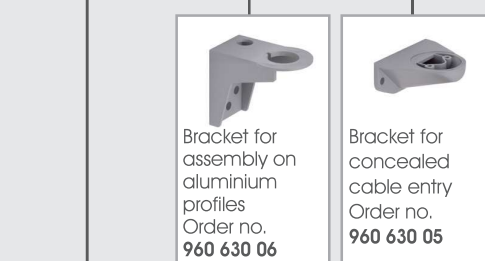 Bracket for
assembly on
aluminium
profiles
Order no.
960 630 06
Bracket for
concealed
cable entry
Order no.
960 630 05